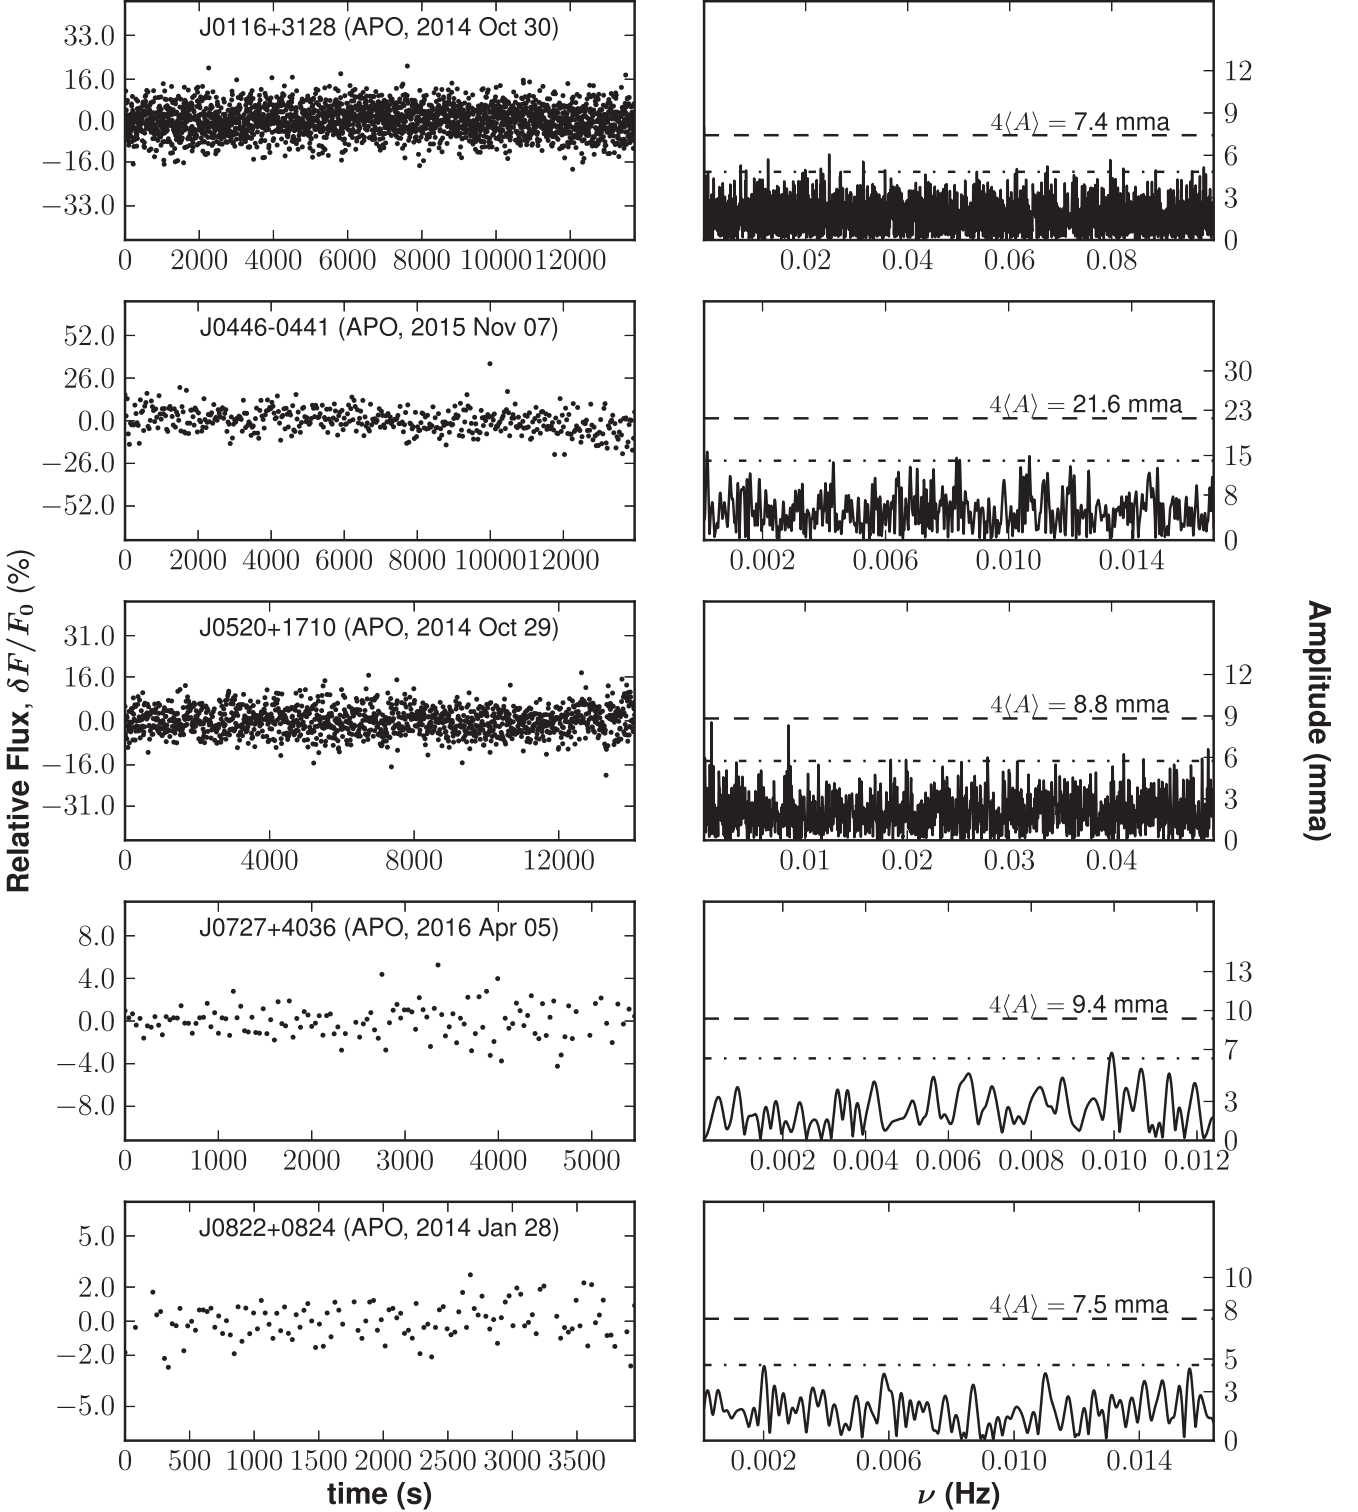 J0116+3128 (APO, 2014 Oct 30)
33.0
16.0
0.0
−16.0
−33.0
0 2000 4000 6000 8000 10000 12000
4⟨A⟩ = 7.4 mma
12
9
6
3
0
0.02 0.04 0.06 0.08
J0446-0441 (APO, 2015 Nov 07)
52.0
26.0
0.0
−26.0
−52.0
0 2000 4000 6000 8000 10000 12000
4⟨A⟩ = 21.6 mma
30
23
15
8
0
0.002 0.006 0.010 0.014
Relative Flux, δF/F₀ (%)
J0520+1710 (APO, 2014 Oct 29)
31.0
16.0
0.0
−16.0
−31.0
0 4000 8000 12000
4⟨A⟩ = 8.8 mma
12
9
6
3
0
0.01 0.02 0.03 0.04
Amplitude (mma)
J0727+4036 (APO, 2016 Apr 05)
8.0
4.0
0.0
−4.0
−8.0
0 1000 2000 3000 4000 5000
4⟨A⟩ = 9.4 mma
13
10
7
3
0
0.002 0.004 0.006 0.008 0.010 0.012
J0822+0824 (APO, 2014 Jan 28)
5.0
2.0
0.0
−2.0
−5.0
0 500 1000 1500 2000 2500 3000 3500
time (s)
4⟨A⟩ = 7.5 mma
10
8
5
3
0
0.002 0.006 0.010 0.014
ν (Hz)